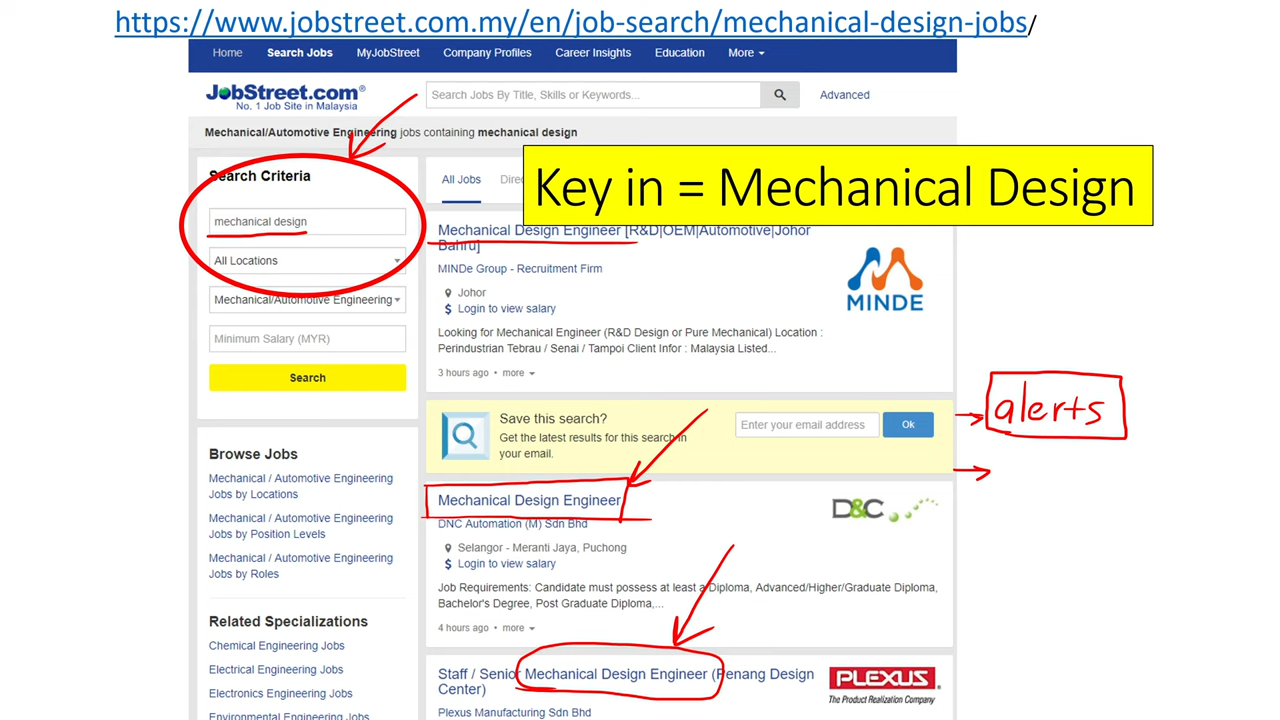 https://www.jobstreet.com.my/en/job-search/mechanical-design-jobs/
Home Search Jobs MyJobStreet Company Profiles Career Insights Education More
JobStreet.com®
No. 1 Job Site in Malaysia
Search Jobs By Title, Skills or Keywords...
Advanced
Mechanical/Automotive Engineering jobs containing mechanical design
Key in = Mechanical Design
Search Criteria
mechanical design
All Locations
Mechanical/Automotive Engineering
Minimum Salary (MYR)
Search
Browse Jobs
Mechanical / Automotive Engineering
Jobs by Locations
Mechanical / Automotive Engineering
Jobs by Position Levels
Mechanical / Automotive Engineering
Jobs by Roles
Related Specializations
Chemical Engineering Jobs
Electrical Engineering Jobs
Electronics Engineering Jobs
Environmental Engineering Jobs
All Jobs
Mechanical Design Engineer [R&D|OEM|Automotive|Johor
Bahru]
MINDe Group - Recruitment Firm
Johor
$ Login to view salary
Looking for Mechanical Engineer (R&D Design or Pure Mechanical) Location :
Perindustrian Tebrau / Senai / Tampoi Client Infor : Malaysia Listed...
3 hours ago • more
MINDE
Save this search?
Get the latest results for this search in
your email.
Enter your email address
Ok
alerts
Mechanical Design Engineer
DNC Automation (M) Sdn Bhd
Selangor - Meranti Jaya, Puchong
$ Login to view salary
Job Requirements: Candidate must possess at least a Diploma, Advanced/Higher/Graduate Diploma,
Bachelor's Degree, Post Graduate Diploma,...
4 hours ago • more
D&C
Staff / Senior Mechanical Design Engineer (Penang Design
Center)
Plexus Manufacturing Sdn Bhd
PLEXUS
The Product Realization Company